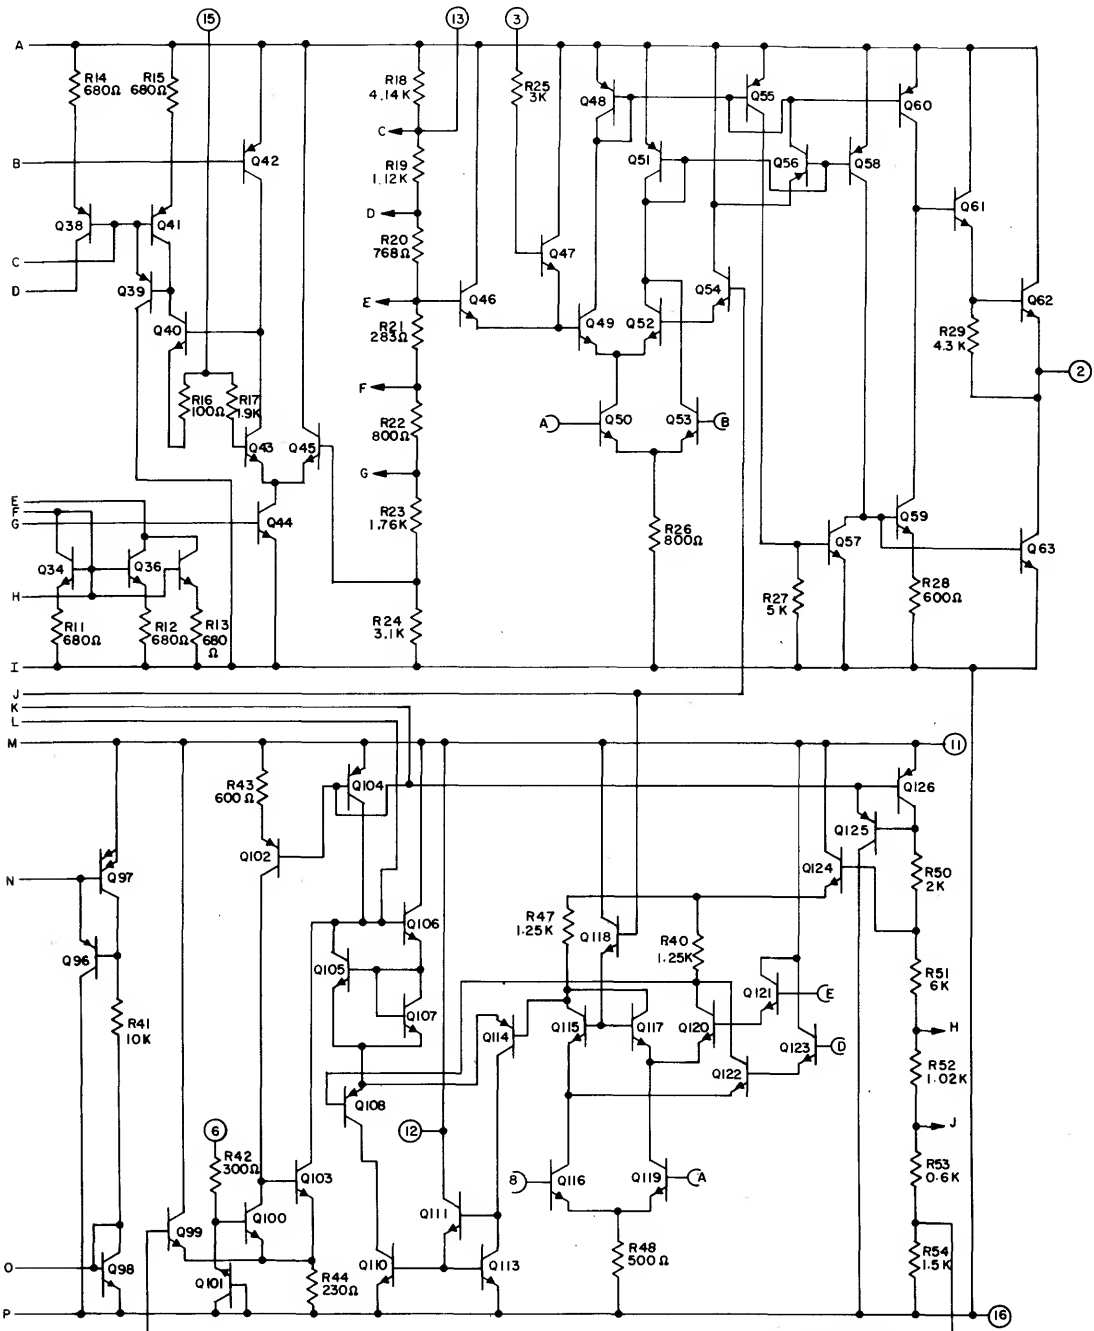 15
13
3
A
R14
680Ω
R15
680Ω
R18
4.14K
R25
3K
Q48
Q55
Q60
C
B
Q42
R19
1.12K
Q51
Q56
Q58
Q38
Q41
D
Q61
C
R20
768Ω
Q47
D
Q39
E
Q46
Q54
Q62
Q40
R21
283Ω
Q49
Q52
R29
4.3 K
2
F
R16
100Ω
R17
1.9K
A
Q50
Q53
B
R22
800Ω
Q43
Q45
G
E
F
G
R23
1.76K
Q44
Q59
R26
800Ω
Q57
Q63
Q34
Q36
H
R27
5K
R28
600Ω
R11
680Ω
R12
680Ω
R13
680
Ω
R24
3.1K
I
J
K
L
M
11
R43
600Ω
Q104
Q126
Q125
Q102
Q124
R50
2K
N
Q97
Q106
R47
1.25K
Q118
R40
1.25K
Q96
Q105
R51
6K
Q121
E
Q107
Q114
Q115
Q117
Q120
H
R41
10K
Q123
D
Q122
R52
1.02K
Q108
6
12
J
R42
300Ω
Q103
8
Q116
Q119
A
R53
0.6K
Q99
Q100
Q111
R48
500Ω
O
Q98
Q101
R44
230Ω
Q110
Q113
R54
1.5K
P
16